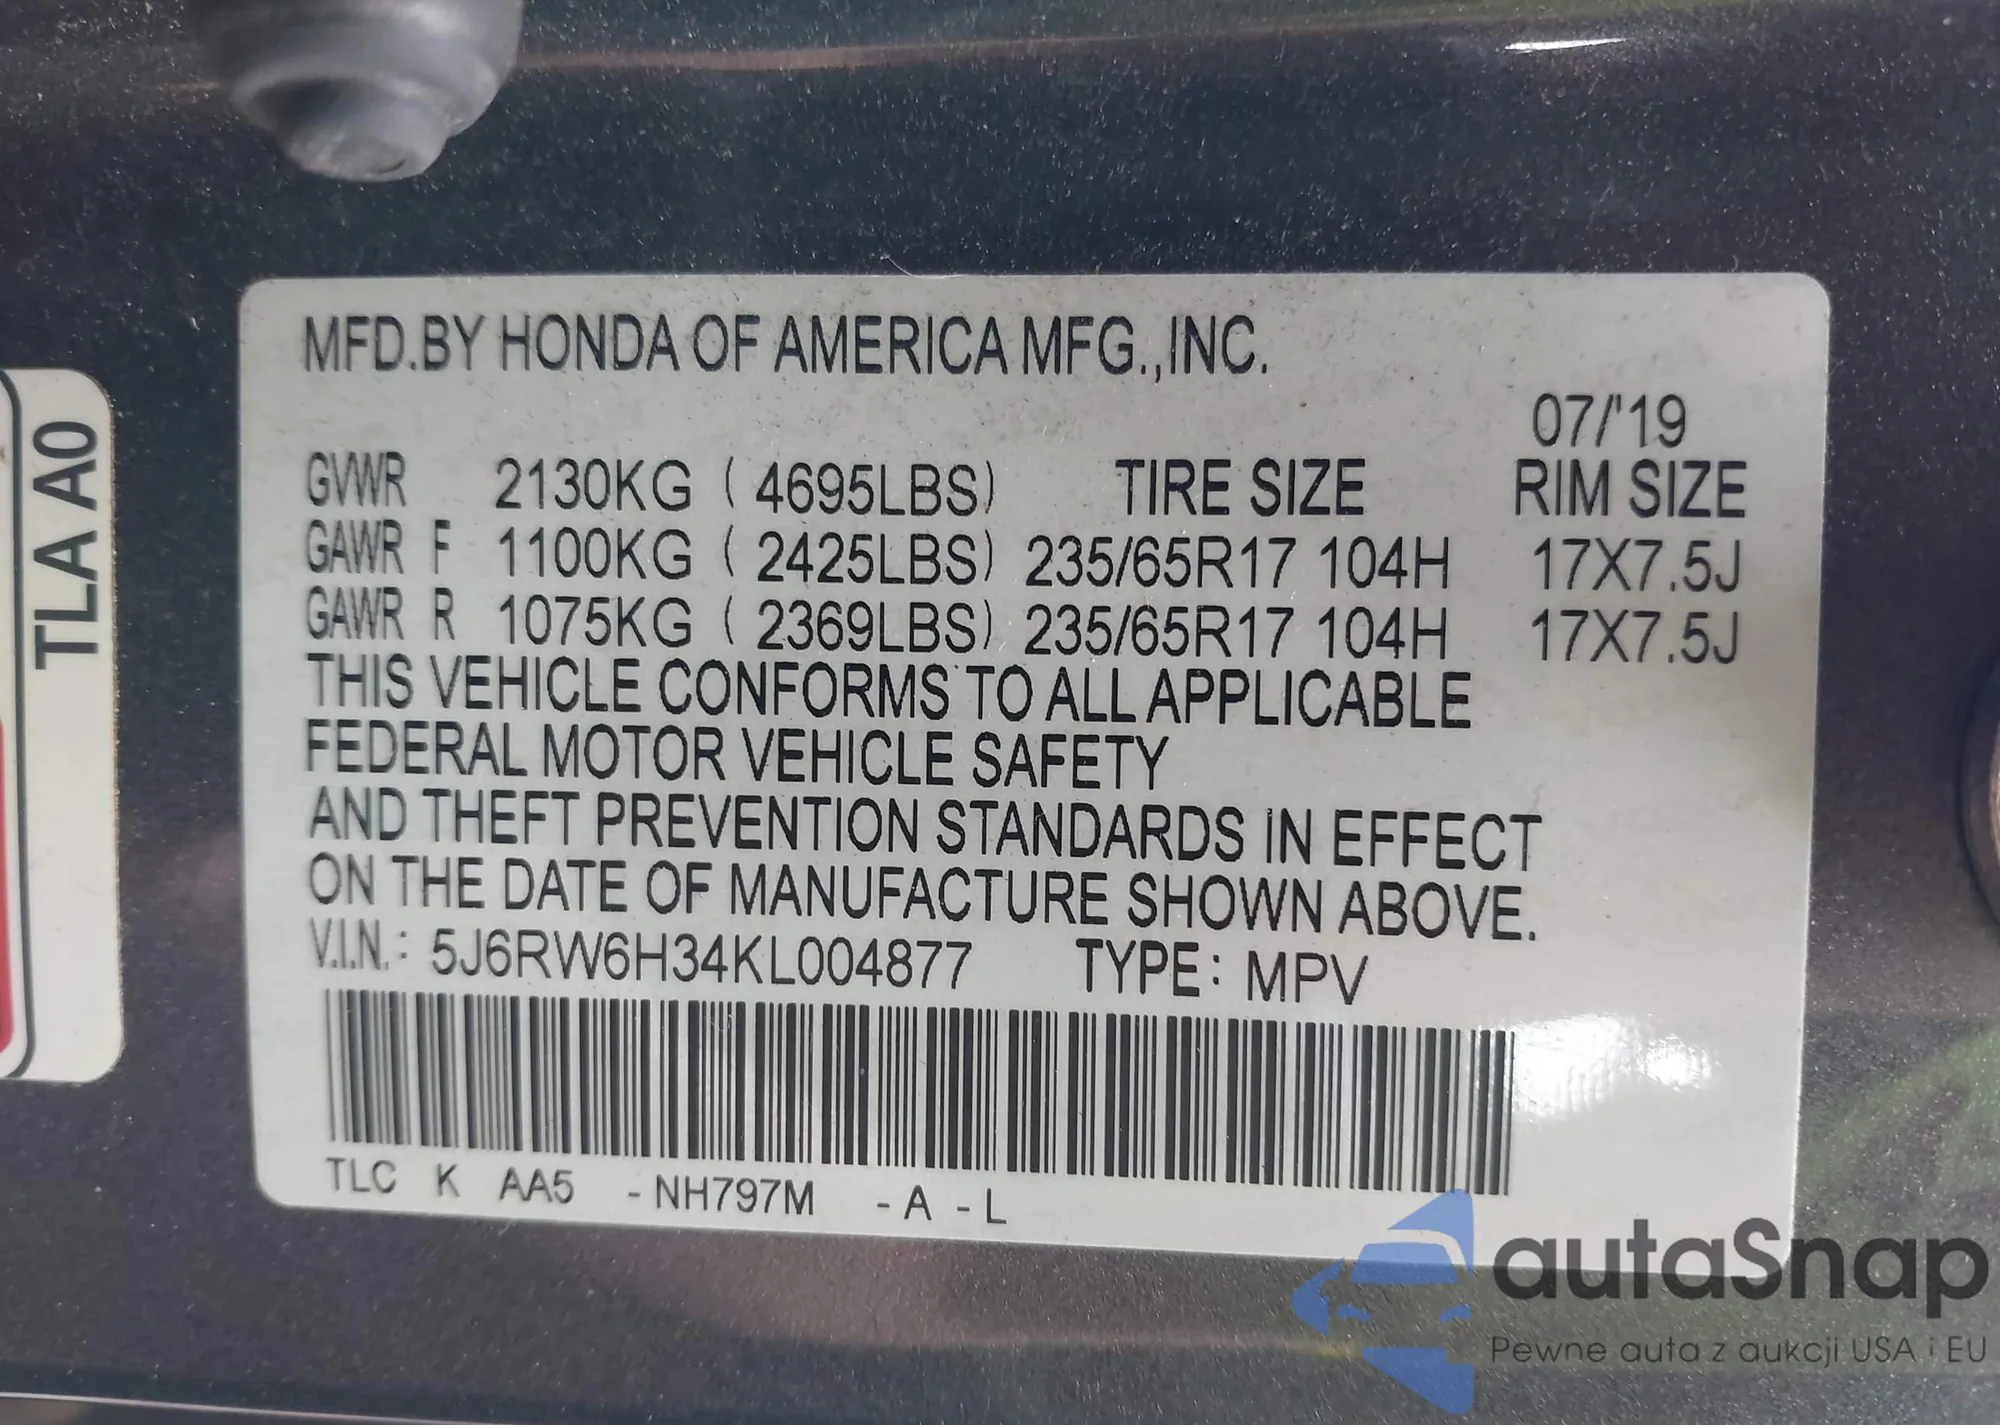 MFD.BY HONDA OF AMERICA MFG.,INC.
07/'19
GVWR 2130KG ( 4695LBS) TIRE SIZE RIM SIZE
GAWR F 1100KG ( 2425LBS) 235/65R17 104H 17X7.5J
GAWR R 1075KG ( 2369LBS) 235/65R17 104H 17X7.5J
THIS VEHICLE CONFORMS TO ALL APPLICABLE
FEDERAL MOTOR VEHICLE SAFETY
AND THEFT PREVENTION STANDARDS IN EFFECT
ON THE DATE OF MANUFACTURE SHOWN ABOVE.
V.I.N.: 5J6RW6H34KL004877 TYPE: MPV
TLC K AA5 -NH797M -A -L
TLA A0
autaSnap
Pewne auta z aukcji USA i EU